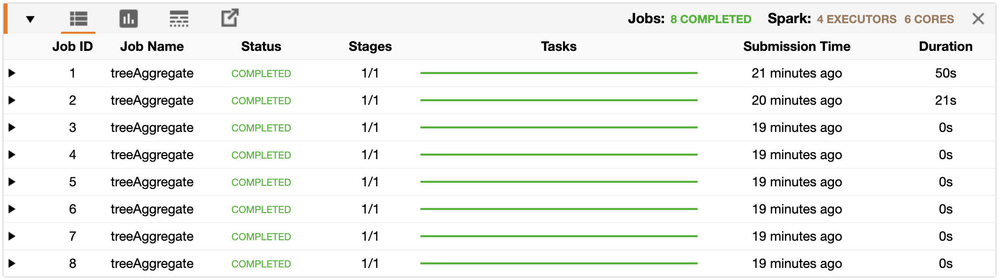 Jobs: 8 COMPLETED Spark: 4 EXECUTORS 6 CORES
Job ID Job Name Status Stages Tasks Submission Time Duration
1 treeAggregate COMPLETED 1/1 21 minutes ago 50s
2 treeAggregate COMPLETED 1/1 20 minutes ago 21s
3 treeAggregate COMPLETED 1/1 19 minutes ago 0s
4 treeAggregate COMPLETED 1/1 19 minutes ago 0s
5 treeAggregate COMPLETED 1/1 19 minutes ago 0s
6 treeAggregate COMPLETED 1/1 19 minutes ago 0s
7 treeAggregate COMPLETED 1/1 19 minutes ago 0s
8 treeAggregate COMPLETED 1/1 19 minutes ago 0s